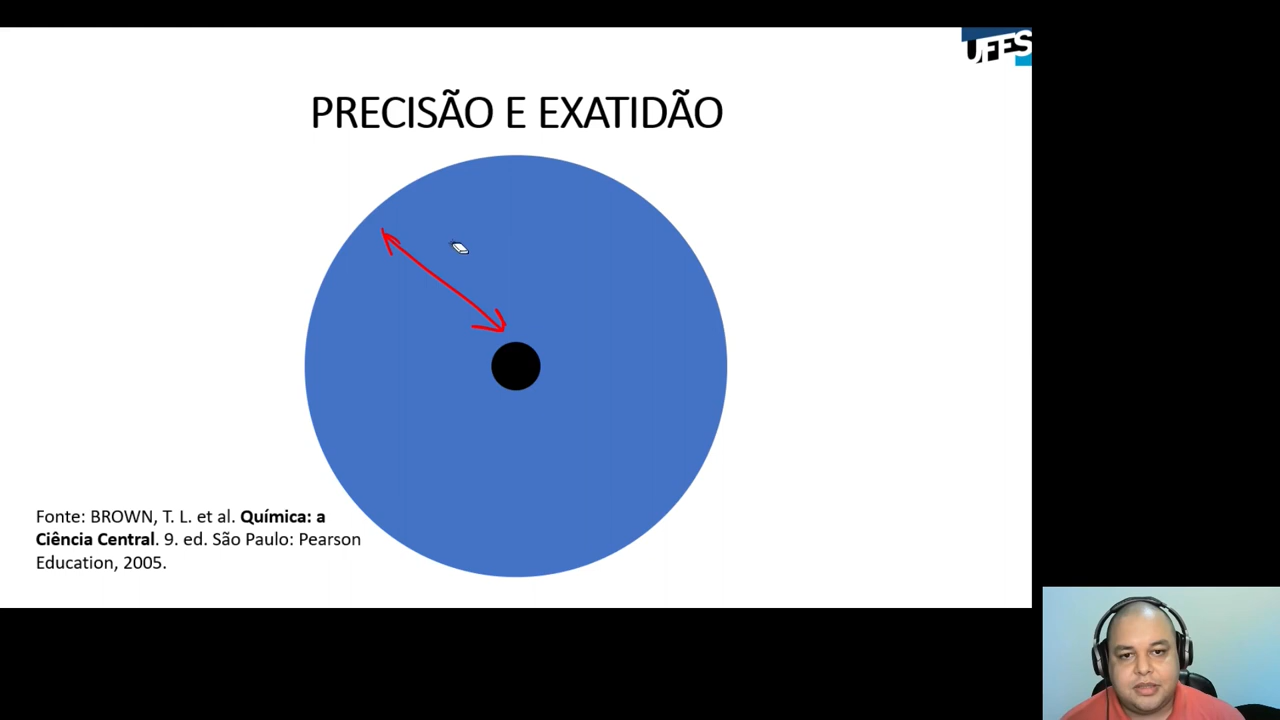 UFES
PRECISÃO E EXATIDÃO
Fonte: BROWN, T. L. et al. Química: a
Ciência Central. 9. ed. São Paulo: Pearson
Education, 2005.